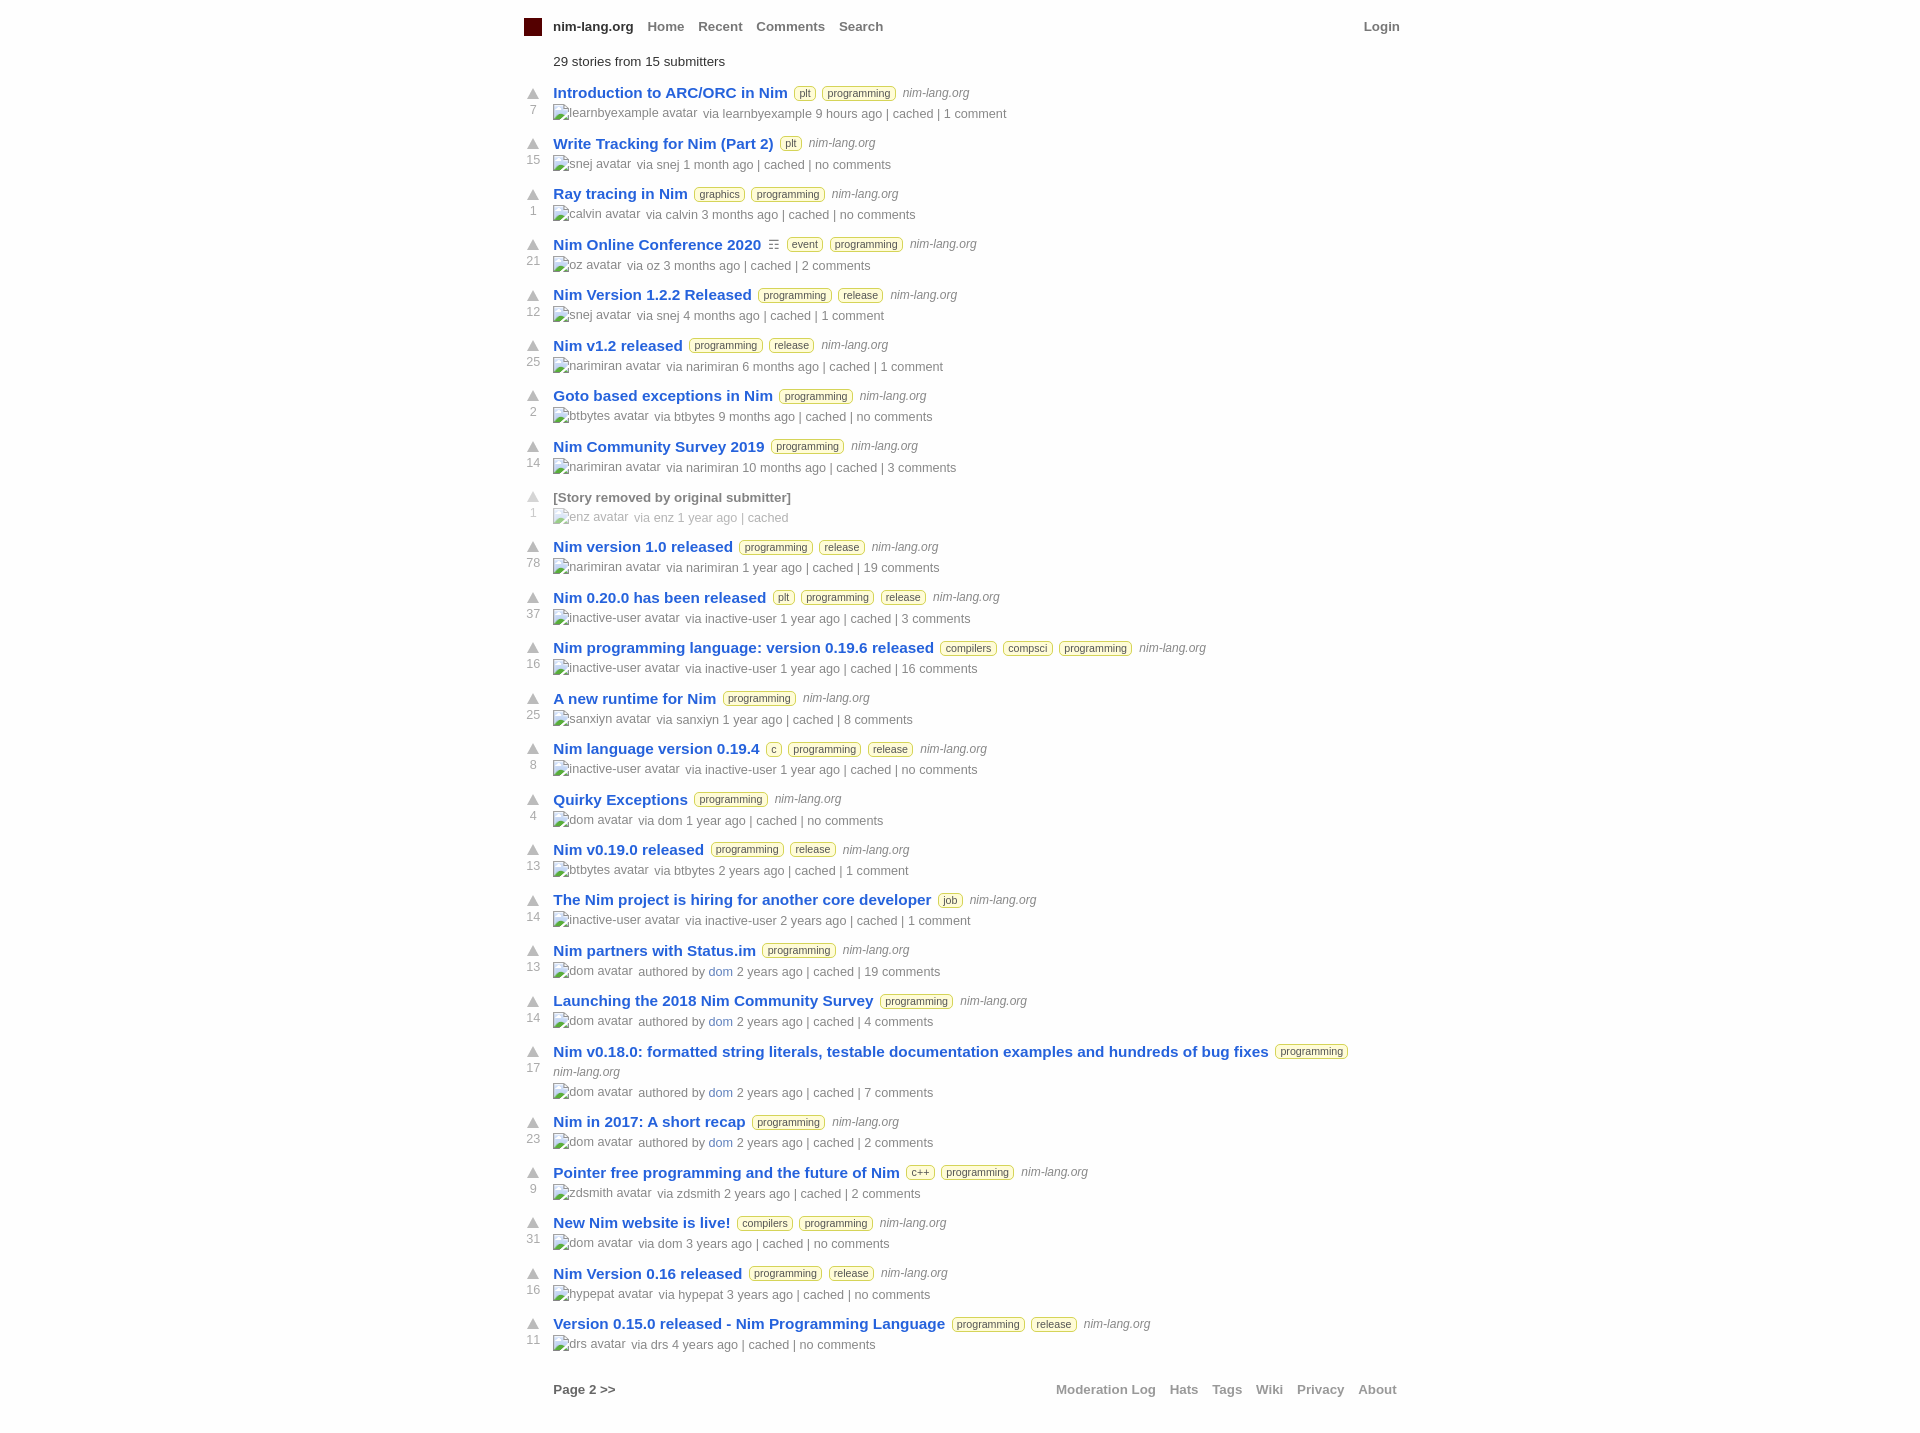 nim-lang.org Home Recent Comments Search Login
29 stories from 15 submitters
Introduction to ARC/ORC in Nim plt programming nim-lang.org
7 learnbyexample avatar via learnbyexample 9 hours ago | cached | 1 comment
Write Tracking for Nim (Part 2) plt nim-lang.org
15 snej avatar via snej 1 month ago | cached | no comments
Ray tracing in Nim graphics programming nim-lang.org
1 calvin avatar via calvin 3 months ago | cached | no comments
Nim Online Conference 2020 ☶ event programming nim-lang.org
21 oz avatar via oz 3 months ago | cached | 2 comments
Nim Version 1.2.2 Released programming release nim-lang.org
12 snej avatar via snej 4 months ago | cached | 1 comment
Nim v1.2 released programming release nim-lang.org
25 narimiran avatar via narimiran 6 months ago | cached | 1 comment
Goto based exceptions in Nim programming nim-lang.org
2 btbytes avatar via btbytes 9 months ago | cached | no comments
Nim Community Survey 2019 programming nim-lang.org
14 narimiran avatar via narimiran 10 months ago | cached | 3 comments
[Story removed by original submitter]
1 enz avatar via enz 1 year ago | cached
Nim version 1.0 released programming release nim-lang.org
78 narimiran avatar via narimiran 1 year ago | cached | 19 comments
Nim 0.20.0 has been released plt programming release nim-lang.org
37 inactive-user avatar via inactive-user 1 year ago | cached | 3 comments
Nim programming language: version 0.19.6 released compilers compsci programming nim-lang.org
16 inactive-user avatar via inactive-user 1 year ago | cached | 16 comments
A new runtime for Nim programming nim-lang.org
25 sanxiyn avatar via sanxiyn 1 year ago | cached | 8 comments
Nim language version 0.19.4 c programming release nim-lang.org
8 inactive-user avatar via inactive-user 1 year ago | cached | no comments
Quirky Exceptions programming nim-lang.org
4 dom avatar via dom 1 year ago | cached | no comments
Nim v0.19.0 released programming release nim-lang.org
13 btbytes avatar via btbytes 2 years ago | cached | 1 comment
The Nim project is hiring for another core developer job nim-lang.org
14 inactive-user avatar via inactive-user 2 years ago | cached | 1 comment
Nim partners with Status.im programming nim-lang.org
13 dom avatar authored by dom 2 years ago | cached | 19 comments
Launching the 2018 Nim Community Survey programming nim-lang.org
14 dom avatar authored by dom 2 years ago | cached | 4 comments
Nim v0.18.0: formatted string literals, testable documentation examples and hundreds of bug fixes programming
17 nim-lang.org
dom avatar authored by dom 2 years ago | cached | 7 comments
Nim in 2017: A short recap programming nim-lang.org
23 dom avatar authored by dom 2 years ago | cached | 2 comments
Pointer free programming and the future of Nim c++ programming nim-lang.org
9 zdsmith avatar via zdsmith 2 years ago | cached | 2 comments
New Nim website is live! compilers programming nim-lang.org
31 dom avatar via dom 3 years ago | cached | no comments
Nim Version 0.16 released programming release nim-lang.org
16 hypepat avatar via hypepat 3 years ago | cached | no comments
Version 0.15.0 released - Nim Programming Language programming release nim-lang.org
11 drs avatar via drs 4 years ago | cached | no comments
Page 2 >> Moderation Log Hats Tags Wiki Privacy About